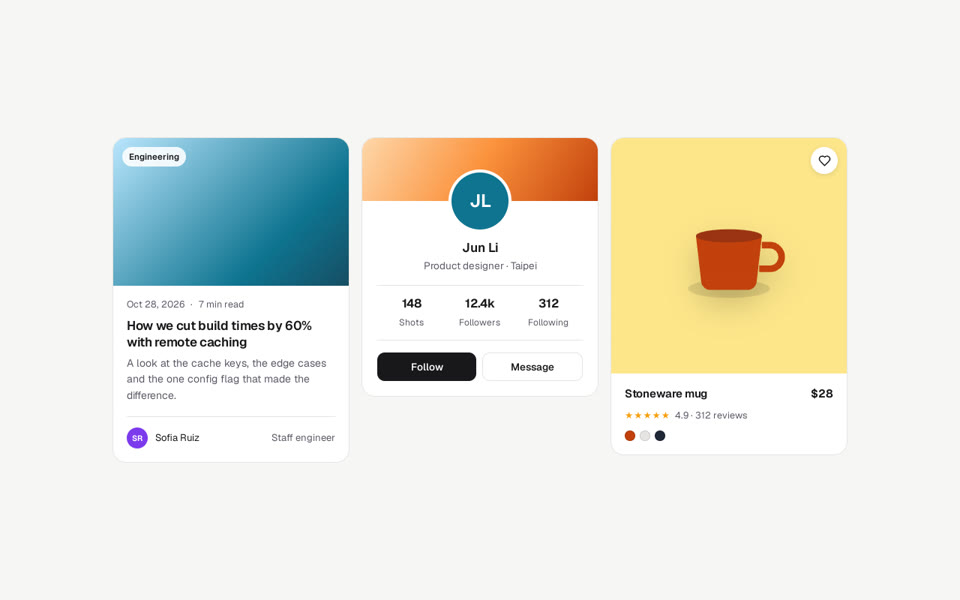 Engineering
Oct 28, 2026 · 7 min read
How we cut build times by 60%
with remote caching
A look at the cache keys, the edge cases
and the one config flag that made the
difference.
SR Sofia Ruiz Staff engineer
JL
Jun Li
Product designer · Taipei
148 12.4k 312
Shots Followers Following
Follow Message
Stoneware mug $28
★★★★★ 4.9 · 312 reviews